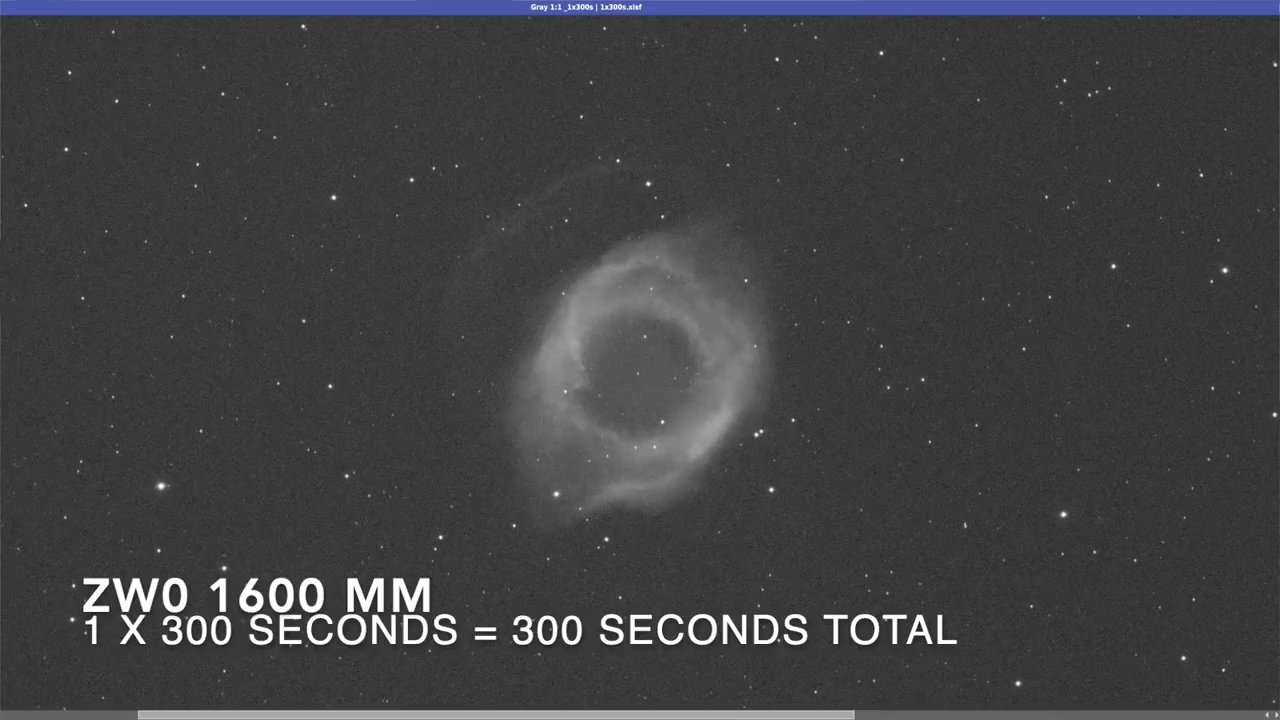 Gray 1:1 _1x300s | 1x300s.xisf
ZW0 1600 MM
1 X 300 SECONDS = 300 SECONDS TOTAL